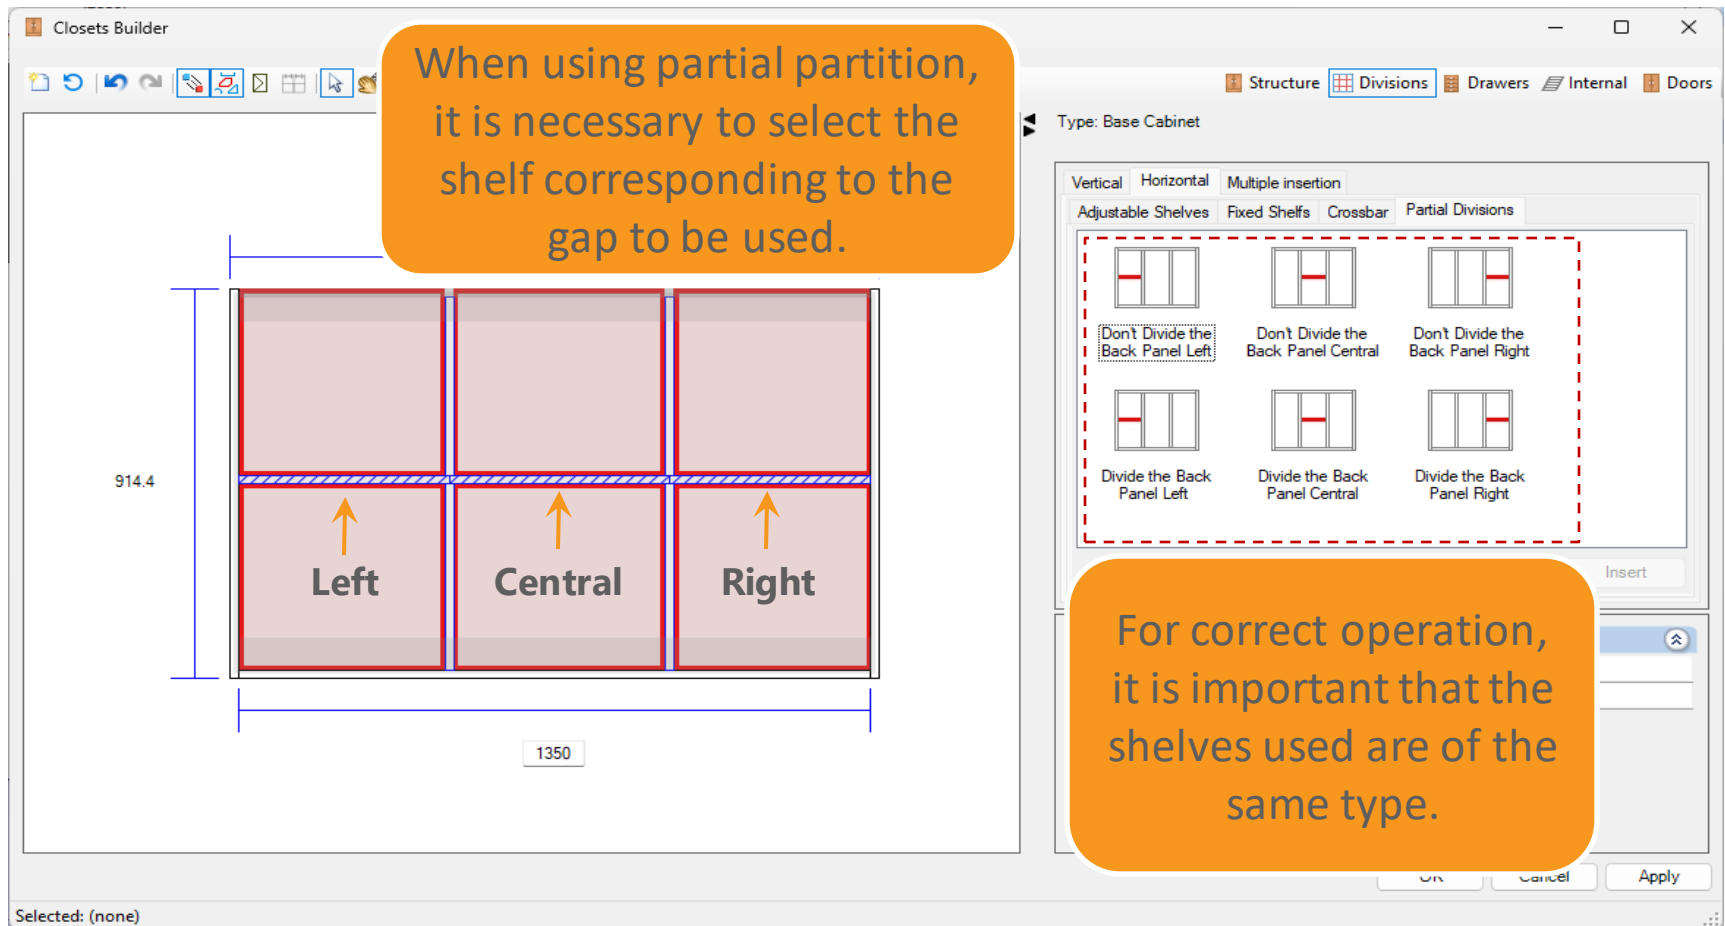 Closets Builder
When using partial partition,
it is necessary to select the
shelf corresponding to the
gap to be used.
Structure
Divisions
Drawers
Internal
Doors
Type: Base Cabinet
Vertical
Horizontal
Multiple insertion
Adjustable Shelves
Fixed Shelfs
Crossbar
Partial Divisions
Don't Divide the
Back Panel Left
Don't Divide the
Back Panel Central
Don't Divide the
Back Panel Right
Divide the Back
Panel Left
Divide the Back
Panel Central
Divide the Back
Panel Right
Insert
914.4
Left
Central
Right
1350
For correct operation,
it is important that the
shelves used are of the
same type.
OK
Cancel
Apply
Selected: (none)